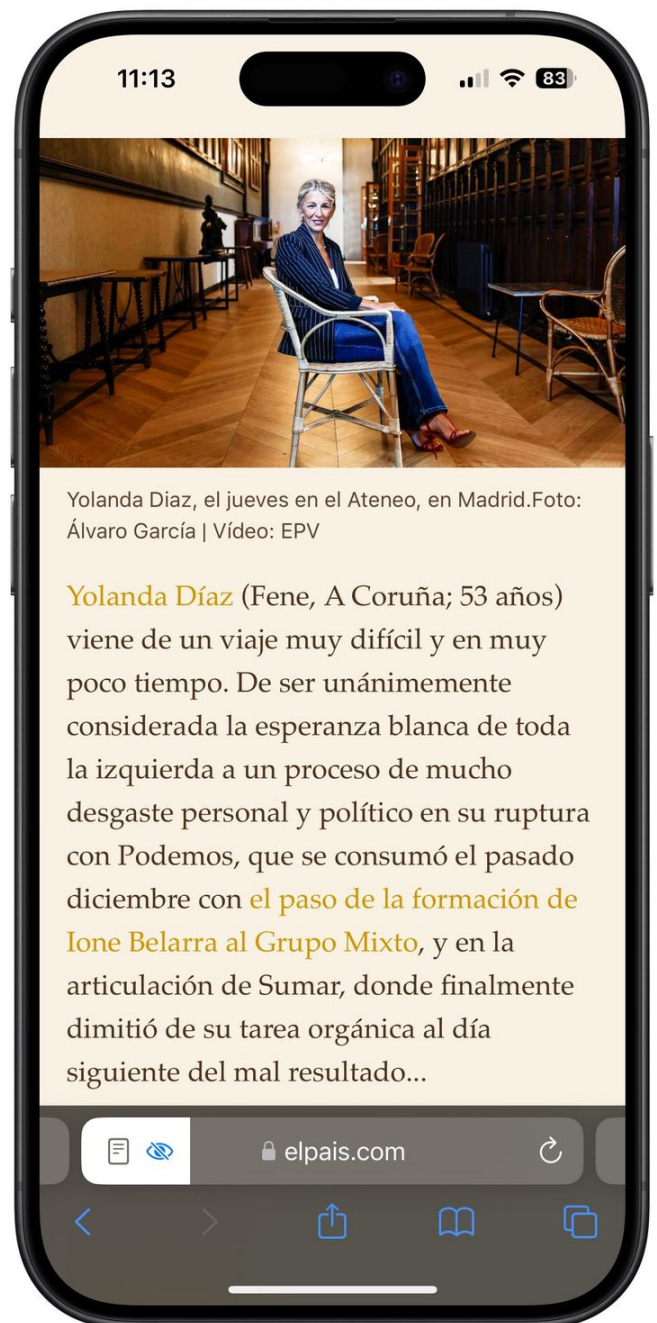 11:13
83
Yolanda Diaz, el jueves en el Ateneo, en Madrid.Foto:
Álvaro García | Vídeo: EPV
Yolanda Díaz (Fene, A Coruña; 53 años)
viene de un viaje muy difícil y en muy
poco tiempo. De ser unánimemente
considerada la esperanza blanca de toda
la izquierda a un proceso de mucho
desgaste personal y político en su ruptura
con Podemos, que se consumó el pasado
diciembre con el paso de la formación de
Ione Belarra al Grupo Mixto, y en la
articulación de Sumar, donde finalmente
dimitió de su tarea orgánica al día
siguiente del mal resultado...
elpais.com